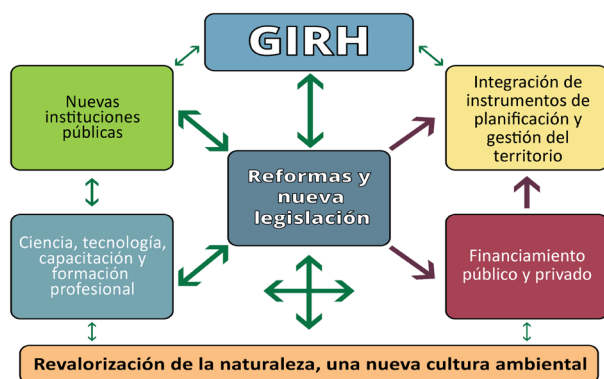 GIRH
Nuevas
instituciones
públicas
Integración de
instrumentos de
planificación y
gestión del
territorio
Reformas y
nueva
legislación
Ciencia, tecnología,
capacitación y
formación
profesional
Financiamiento
público y privado
Revalorización de la naturaleza, una nueva cultura ambiental